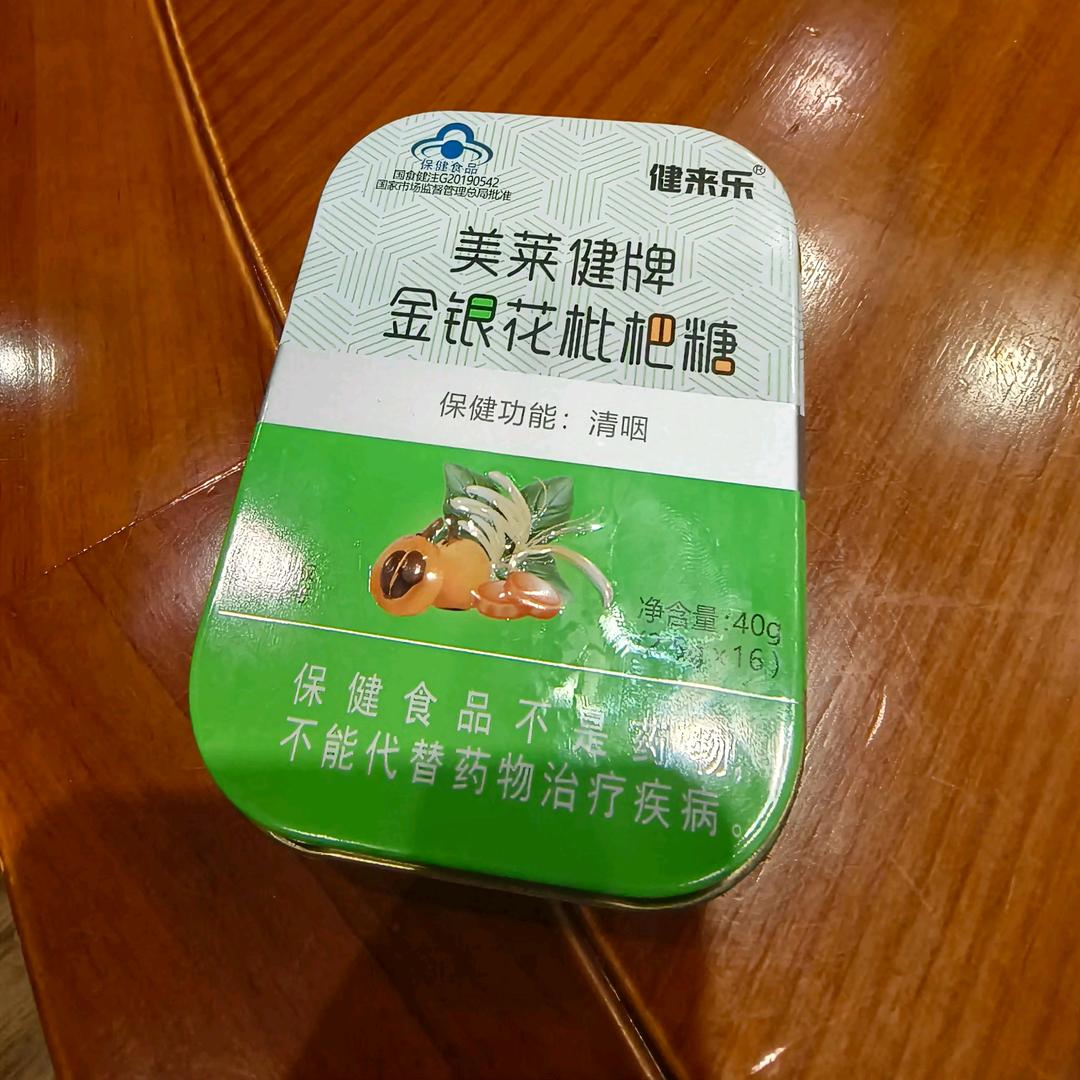 保健食品
国食健注G20190542
国家市场监督管理总局批准
健来乐®
美莱健牌
金银花枇杷糖
保健功能：清咽
净含量:40g
(2.5g×16)
保健食品不是药物,
不能代替药物治疗疾病。